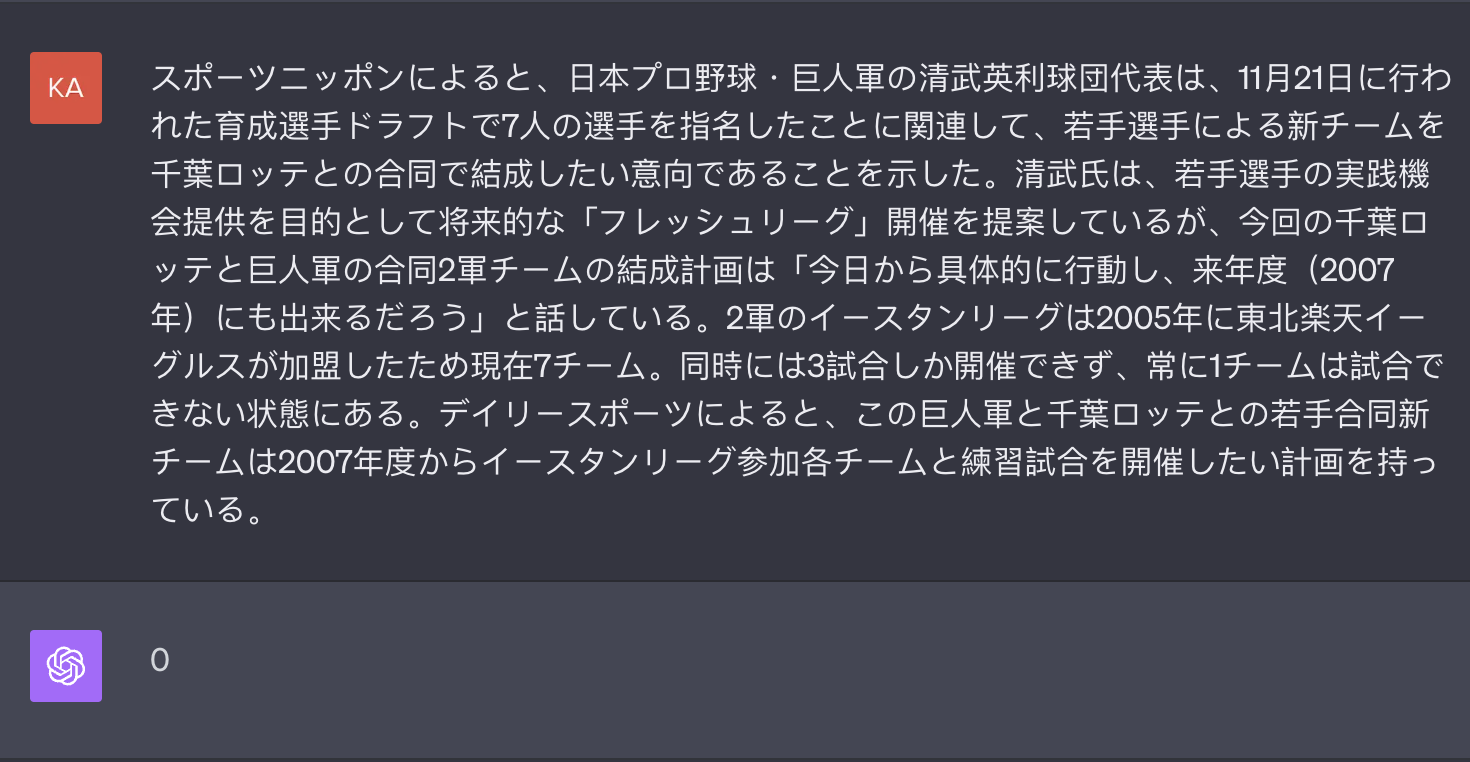 KA
スポーツニッポンによると、日本プロ野球・巨人軍の清武英利球団代表は、11月21日に行わ
れた育成選手ドラフトで7人の選手を指名したことに関連して、若手選手による新チームを
千葉ロッテとの合同で結成したい意向であることを示した。清武氏は、若手選手の実践機
会提供を目的として将来的な「フレッシュリーグ」開催を提案しているが、今回の千葉ロ
ッテと巨人軍の合同2軍チームの結成計画は「今日から具体的に行動し、来年度（2007
年）にも出来るだろう」と話している。2軍のイースタンリーグは2005年に東北楽天イー
グルスが加盟したため現在7チーム。同時には3試合しか開催できず、常に1チームは試合で
きない状態にある。デイリースポーツによると、この巨人軍と千葉ロッテとの若手合同新
チームは2007年度からイースタンリーグ参加各チームと練習試合を開催したい計画を持っ
ている。
0